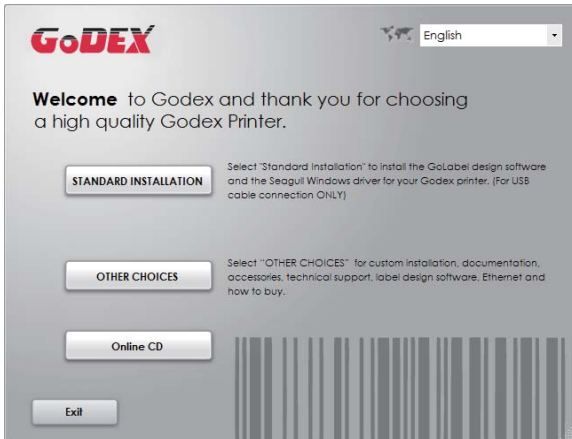 GoDEX
English
Welcome to Godex and thank you for choosing
a high quality Godex Printer.
STANDARD INSTALLATION
Select "Standard Installation" to install the GoLabel design software
and the Seagull Windows driver for your Godex printer. (For USB
cable connection ONLY)
OTHER CHOICES
Select "OTHER CHOICES" for custom installation, documentation,
accessories, technical support, label design software, Ethernet and
how to buy.
Online CD
Exit